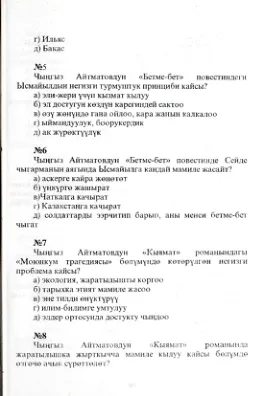 г) Ильяс
д) Бакас
№5
Чыңгыз Айтматовдун «Бетме-бет» повестиндеги
Ысмайылдын негизги турмуштук принциби кайсы?
а) эли-жери үчүн кызмат кылуу
б) эл достугун көздүн карегиндей сактоо
в) өзү жөнүндө гана ойлоо, кара жанын калкалоо
г) ыймандуулук, боорукердик
д) ак жүрөктүүлүк
№6
Чыңгыз Айтматовдун «Бетме-бет» повестинде Сейде
чыгарманын аягында Ысмайылга кандай мамиле жасайт?
а) аскерге кайра жөнөтөт
б) үңкүргө жашырат
в) Чаткалга качырат
г) Казакстанга качырат
д) солдаттарды ээрчитип барып, аны менен бетме-бет
чыгат
№7
Чыңгыз Айтматовдун «Кыямат» романындагы
«Моюнкум трагедиясы» бөлүмүндө көтөрүлгөн негизги
проблема кайсы?
а) экология, жаратылышты коргоо
б) тарыхка этият мамиле жасоо
в) эне тилди өнүктүрүү
г) илим-билимге умтулуу
д) элдер ортосунда достукту чыңдоо
№8
Чыңгыз Айтматовдун «Кыямат» романында
жаратылышка жырткычча мамиле кылуу кайсы бөлүмдө
өзгөчө ачык сүрөттөлөт?